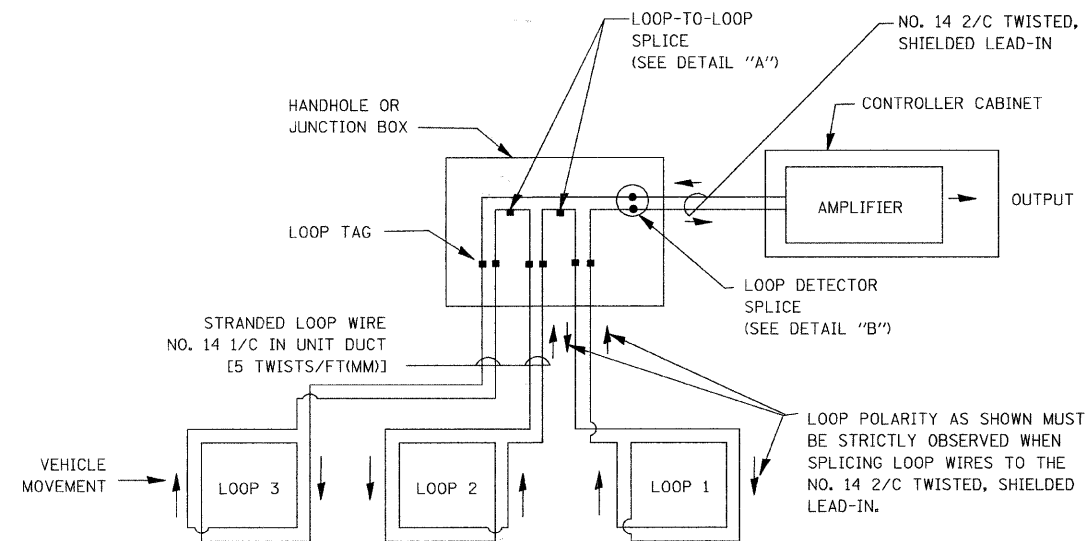 LOOP-TO-LOOP
SPLICE
(SEE DETAIL "A")
NO. 14 2/C TWISTED,
SHIELDED LEAD-IN
HANDHOLE OR
JUNCTION BOX
CONTROLLER CABINET
AMPLIFIER
OUTPUT
LOOP TAG
LOOP DETECTOR
SPLICE
(SEE DETAIL "B")
STRANDED LOOP WIRE
NO. 14 1/C IN UNIT DUCT
[5 TWISTS/FT(MM)]
LOOP POLARITY AS SHOWN MUST
BE STRICTLY OBSERVED WHEN
SPLICING LOOP WIRES TO THE
NO. 14 2/C TWISTED, SHIELDED
LEAD-IN.
VEHICLE
MOVEMENT
LOOP 3
LOOP 2
LOOP 1